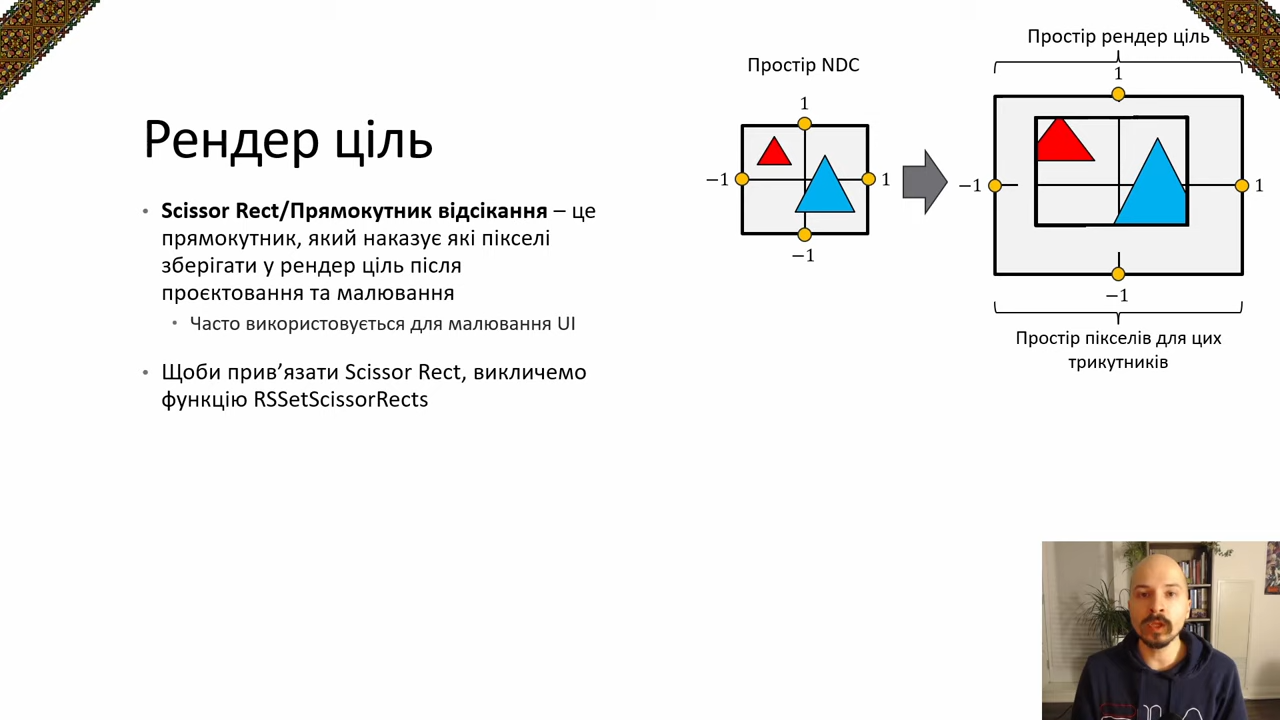 Рендер ціль
Scissor Rect/Прямокутник відсікання – це
прямокутник, який наказує які пікселі
зберігати у рендер ціль після
проєктовання та малювання
Часто використовується для малювання UI
Щоби прив’язати Scissor Rect, викличемо
функцію RSSetScissorRects
Простір NDC
1
−1
1
−1
Простір рендер ціль
1
−1
1
−1
Простір пікселів для цих
трикутників